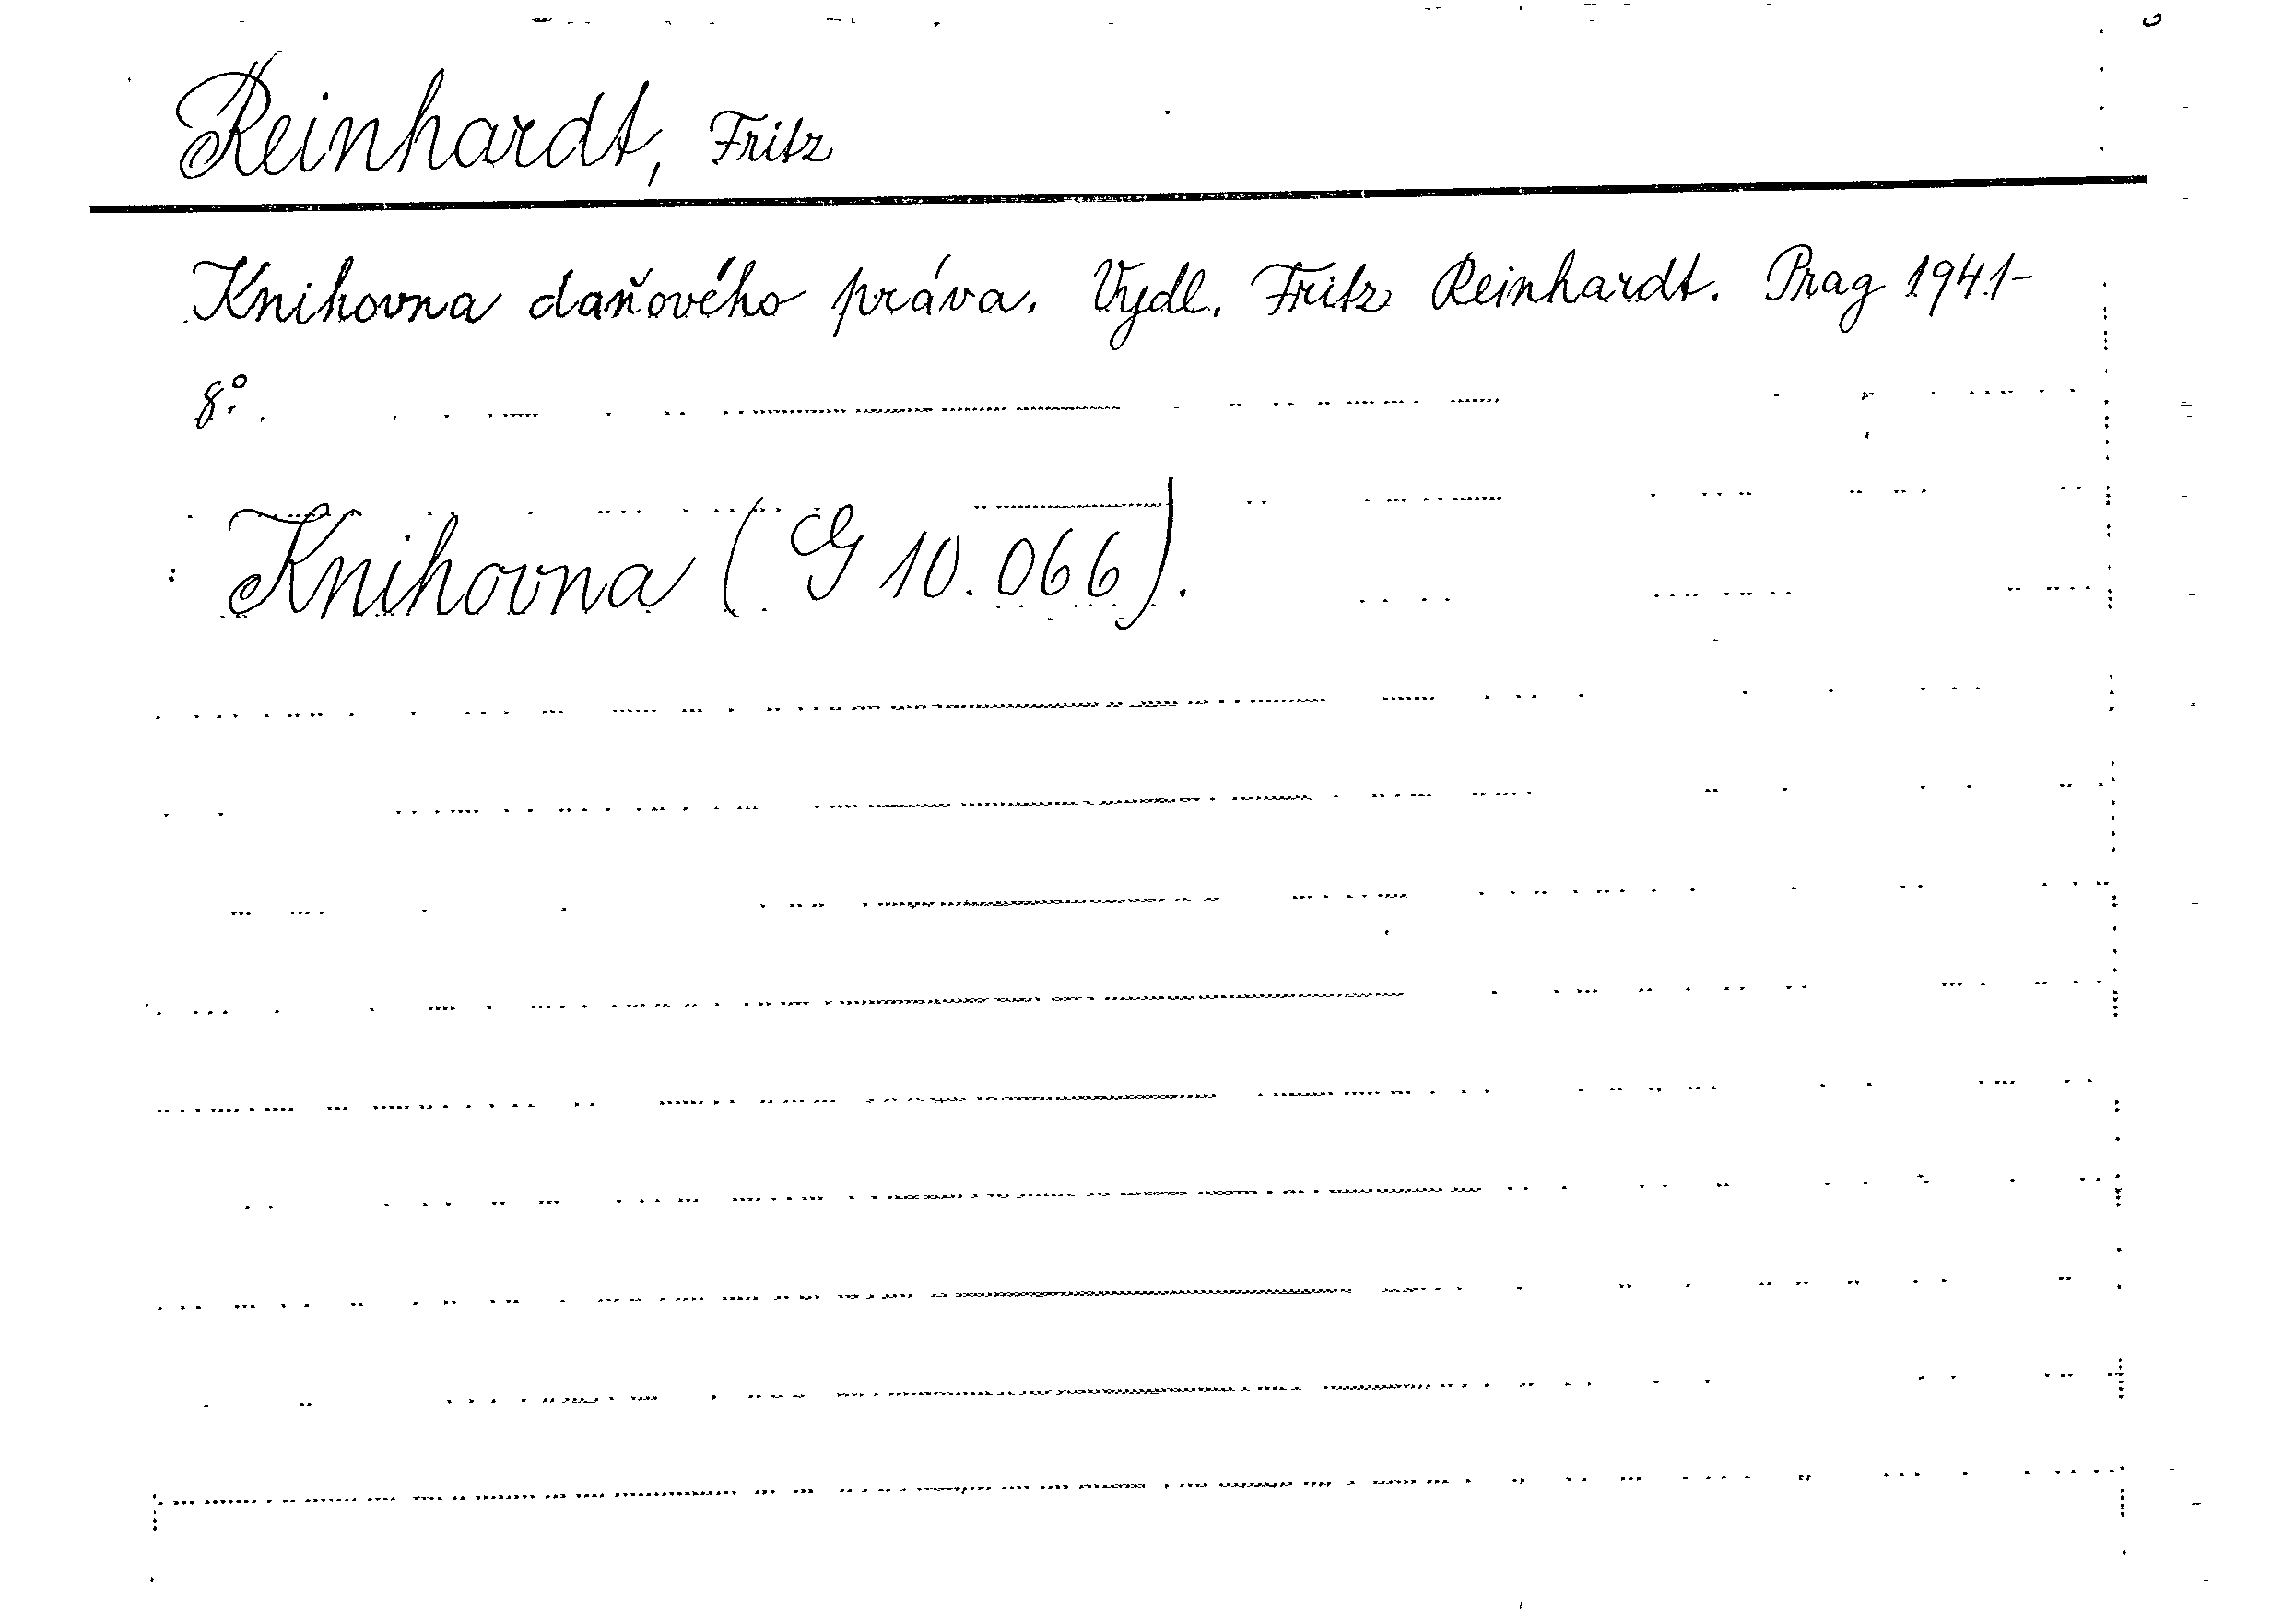 Reinhardt, Fritz
Knihovna daňového práva. Vydl. Fritz Reinhardt. Prag 1941-
8°.
Knihovna (G 10.066).